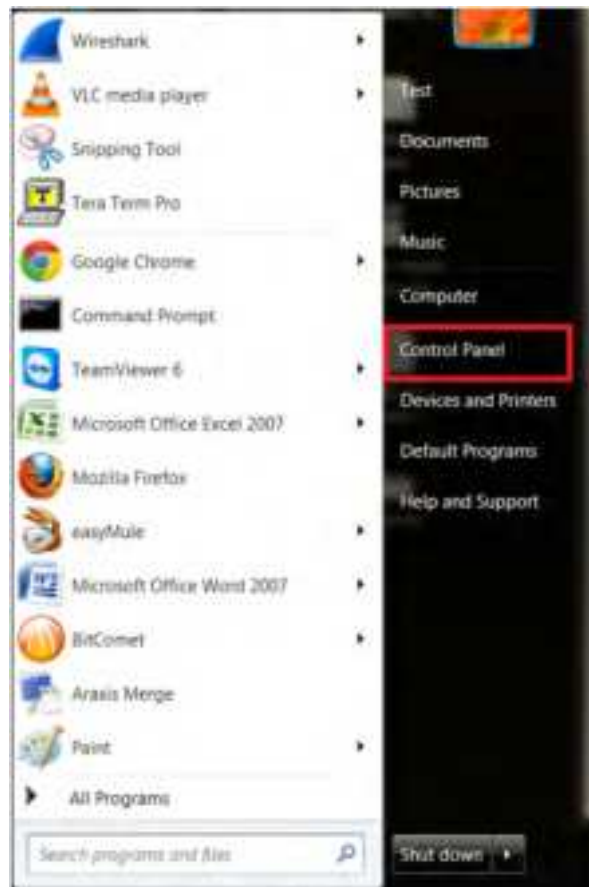 Wireshark
VLC media player
Snipping Tool
Tera Term Pro
Google Chrome
Command Prompt
TeamViewer 6
Microsoft Office Excel 2007
Mozilla Firefox
easyMule
Microsoft Office Word 2007
BitComet
Araxis Merge
Paint
All Programs
Search programs and files
Test
Documents
Pictures
Music
Computer
Control Panel
Devices and Printers
Default Programs
Help and Support
Shut down